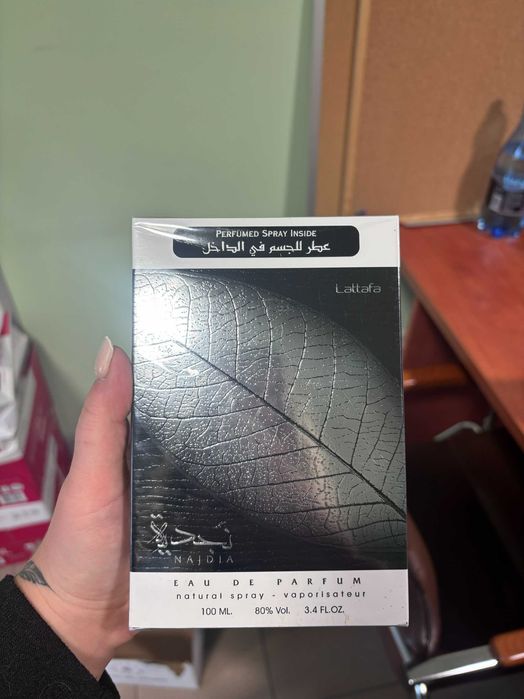 PERFUMED SPRAY INSIDE
عطر للجسم في الداخل
Lattafa
نجدية
NAJDIA
EAU DE PARFUM
natural spray - vaporisateur
100 ML. 80% Vol. 3.4 FL.OZ.